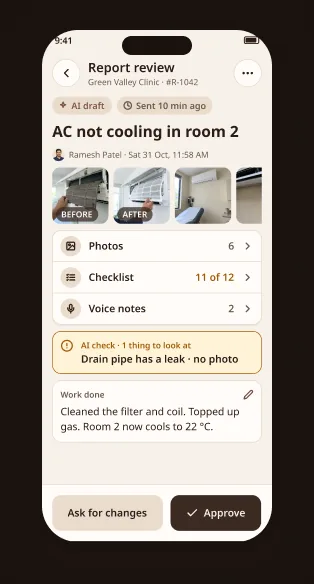 9:41
Report review
Green Valley Clinic · #R-1042
AI draft
Sent 10 min ago
AC not cooling in room 2
Ramesh Patel · Sat 31 Oct, 11:58 AM
BEFORE
AFTER
Photos 6
Checklist 11 of 12
Voice notes 2
AI check · 1 thing to look at
Drain pipe has a leak · no photo
Work done
Cleaned the filter and coil. Topped up
gas. Room 2 now cools to 22 °C.
Ask for changes
Approve